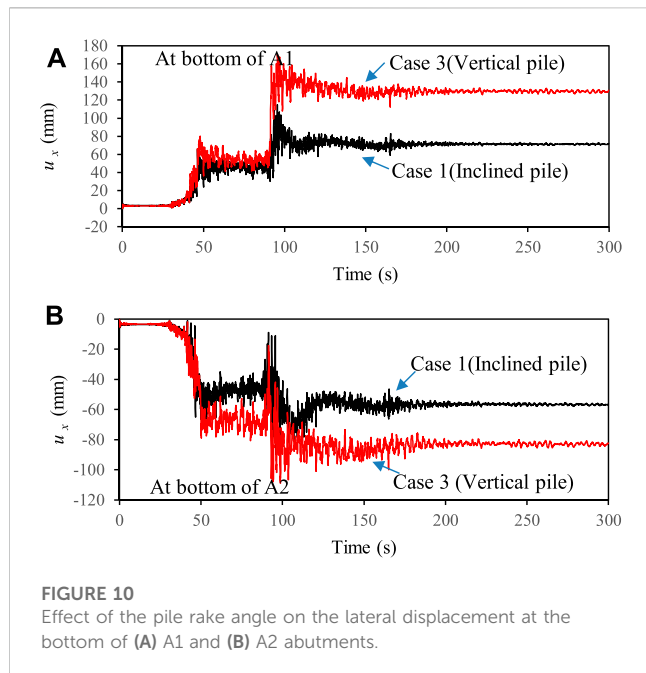 A
At bottom of A1
Case 3(Vertical pile)
Case 1(Inclined pile)
u x (mm)
180
160
140
120
100
80
60
40
20
0
-20
0 50 100 150 200 250 300
Time (s)
B
Case 1(Inclined pile)
Case 3 (Vertical pile)
At bottom of A2
u x (mm)
0
-20
-40
-60
-80
-100
-120
0 50 100 150 200 250 300
Time (s)
FIGURE 10
Effect of the pile rake angle on the lateral displacement at the
bottom of (A) A1 and (B) A2 abutments.